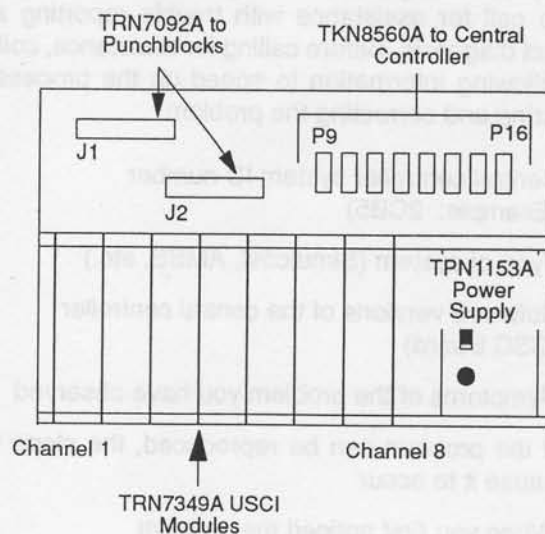 TRN7092A to
Punchblocks
TKN8560A to Central
Controller
P9
P16
J1
J2
TPN1153A
Power
Supply
Channel 1
Channel 8
TRN7349A USCI
Modules